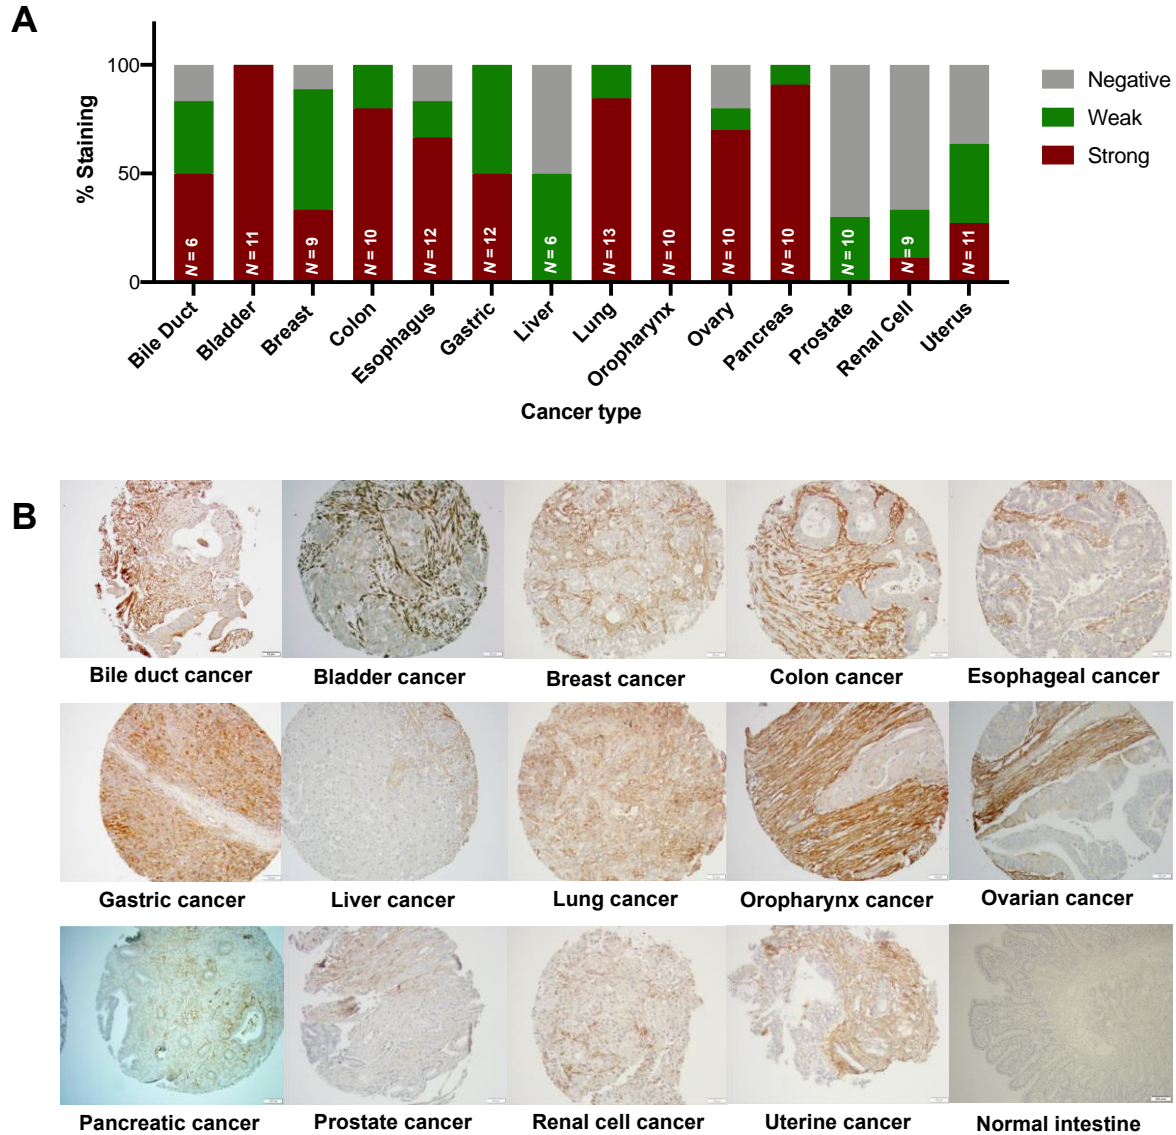 A
% Staining
100
50
0
N = 6
N = 11
N = 9
N = 10
N = 12
N = 12
N = 6
N = 13
N = 10
N = 10
N = 10
N = 10
N = 9
N = 11
Bile Duct
Bladder
Breast
Colon
Esophagus
Gastric
Liver
Lung
Oropharynx
Ovary
Pancreas
Prostate
Renal Cell
Uterus
Cancer type
Negative
Weak
Strong
B
Bile duct cancer
Bladder cancer
Breast cancer
Colon cancer
Esophageal cancer
Gastric cancer
Liver cancer
Lung cancer
Oropharynx cancer
Ovarian cancer
Pancreatic cancer
Prostate cancer
Renal cell cancer
Uterine cancer
Normal intestine